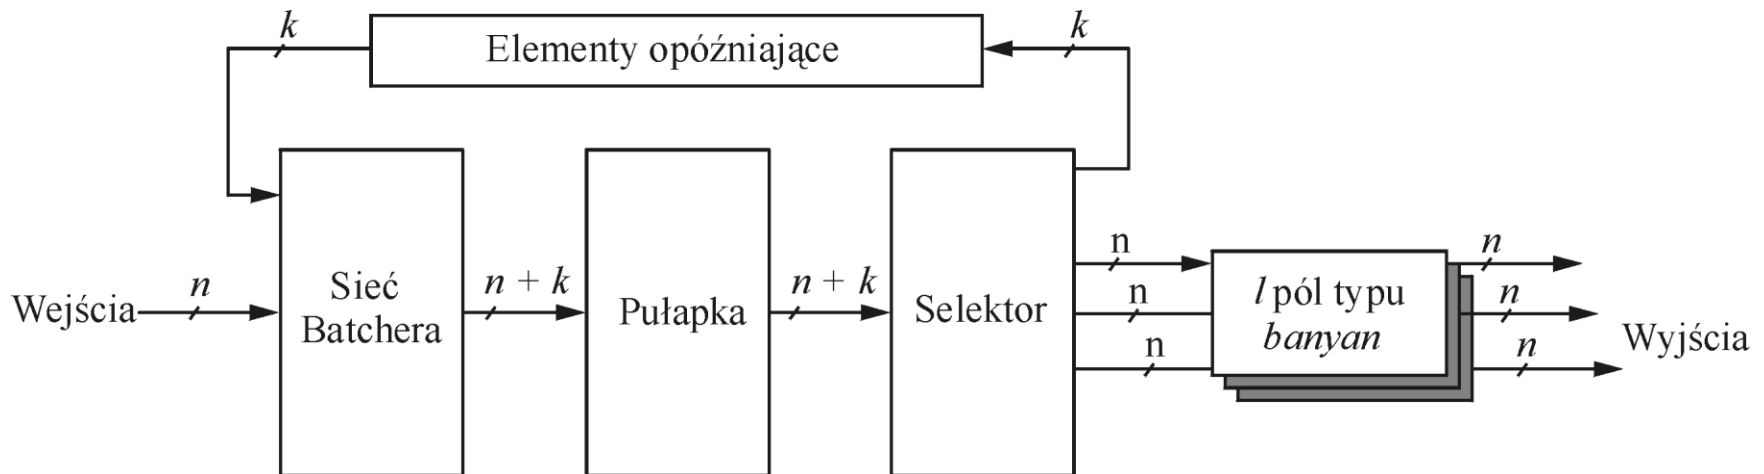 k
Elementy opóźniające
k
Wejścia
n
Sieć
Batchera
n + k
Pułapka
n + k
Selektor
n
n
n
l pól typu
banyan
n
n
n
Wyjścia